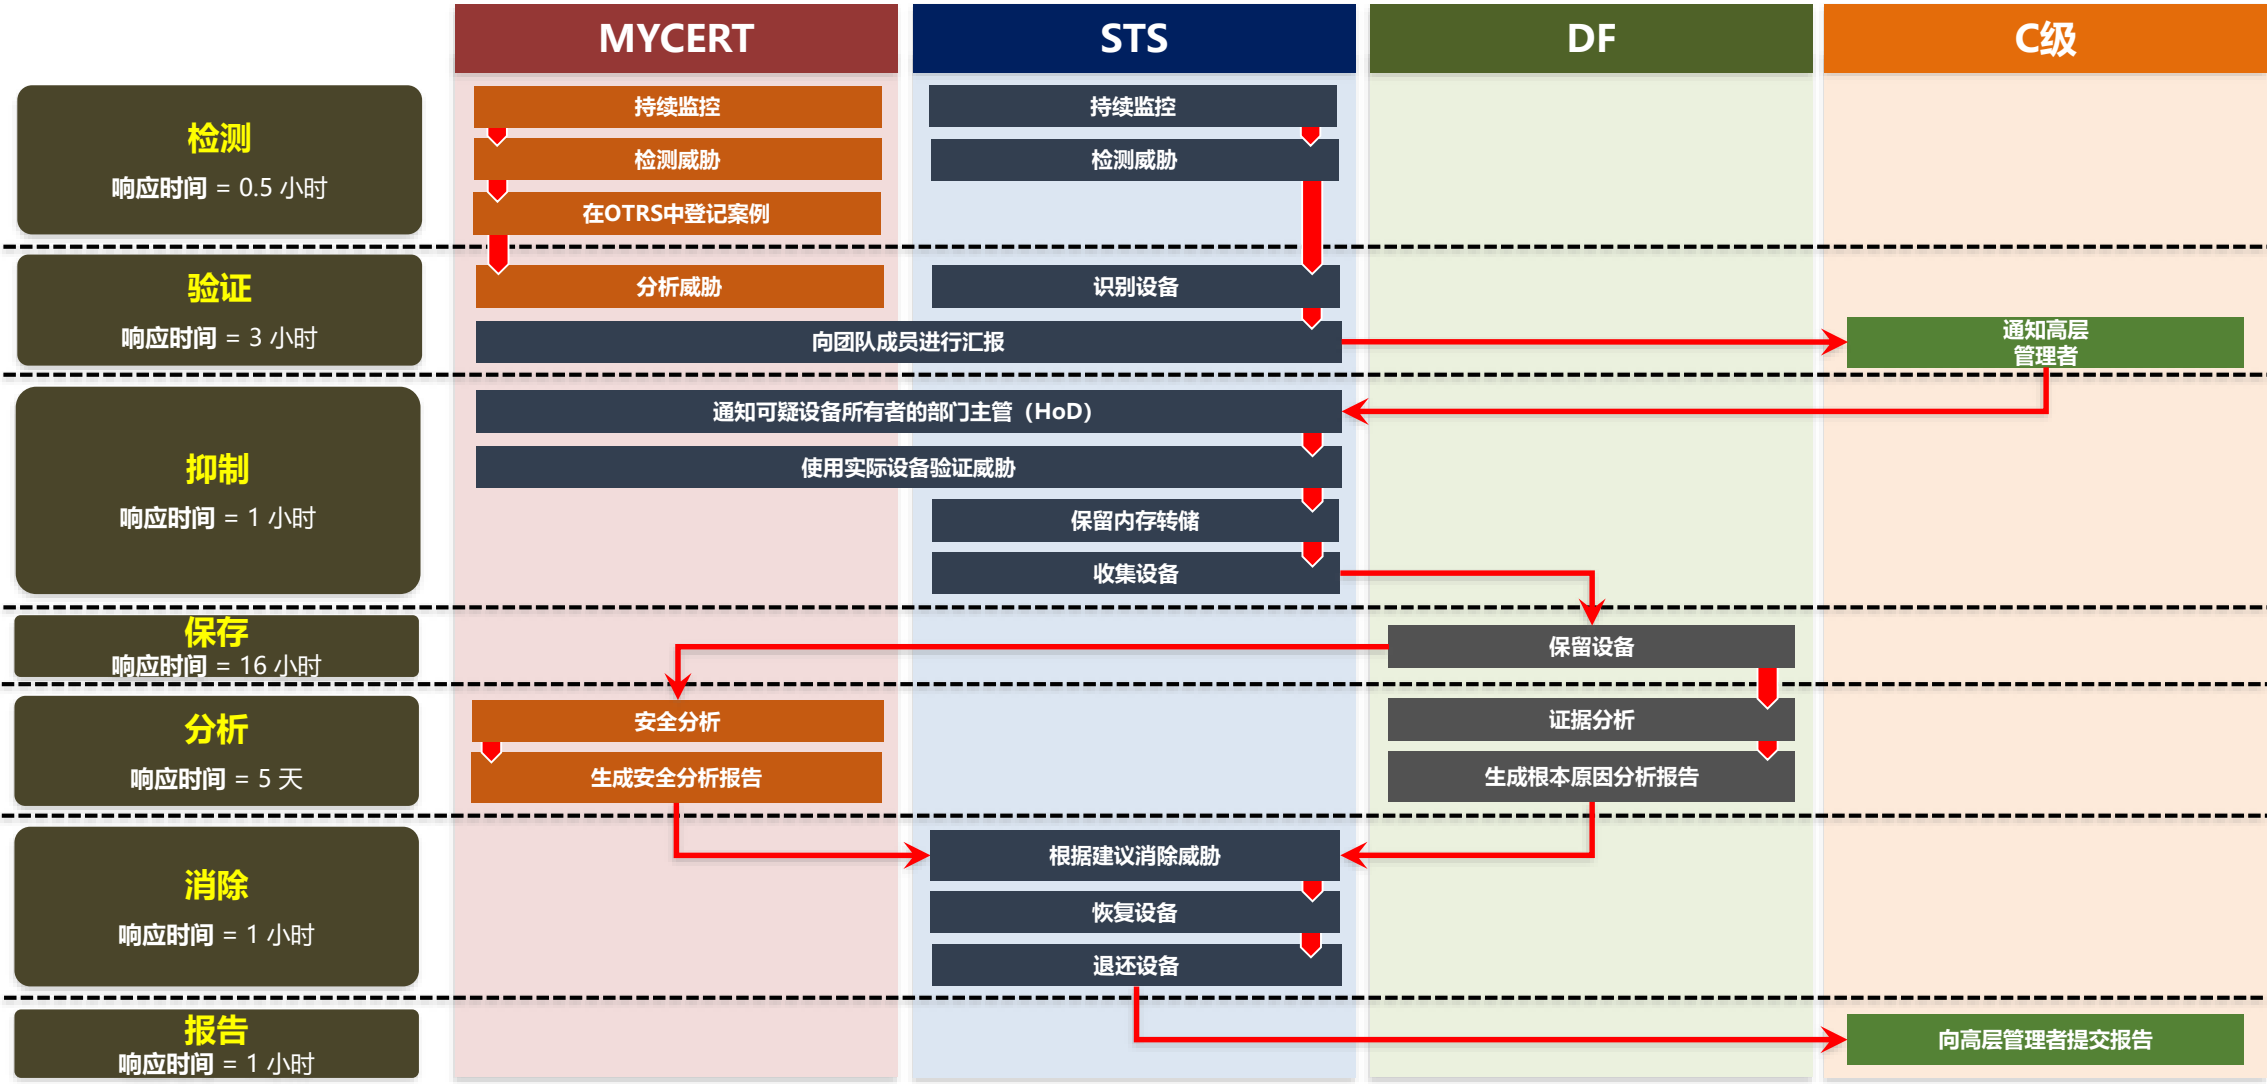 MYCERT
STS
DF
C级
检测
响应时间 = 0.5 小时
持续监控
检测威胁
在OTRS中登记案例
持续监控
检测威胁
验证
响应时间 = 3 小时
分析威胁
识别设备
向团队成员进行汇报
通知高层
管理者
抑制
响应时间 = 1 小时
通知可疑设备所有者的部门主管（HoD）
使用实际设备验证威胁
保留内存转储
收集设备
保存
响应时间 = 16 小时
保留设备
分析
响应时间 = 5 天
安全分析
生成安全分析报告
证据分析
生成根本原因分析报告
消除
响应时间 = 1 小时
根据建议消除威胁
恢复设备
退还设备
报告
响应时间 = 1 小时
向高层管理者提交报告